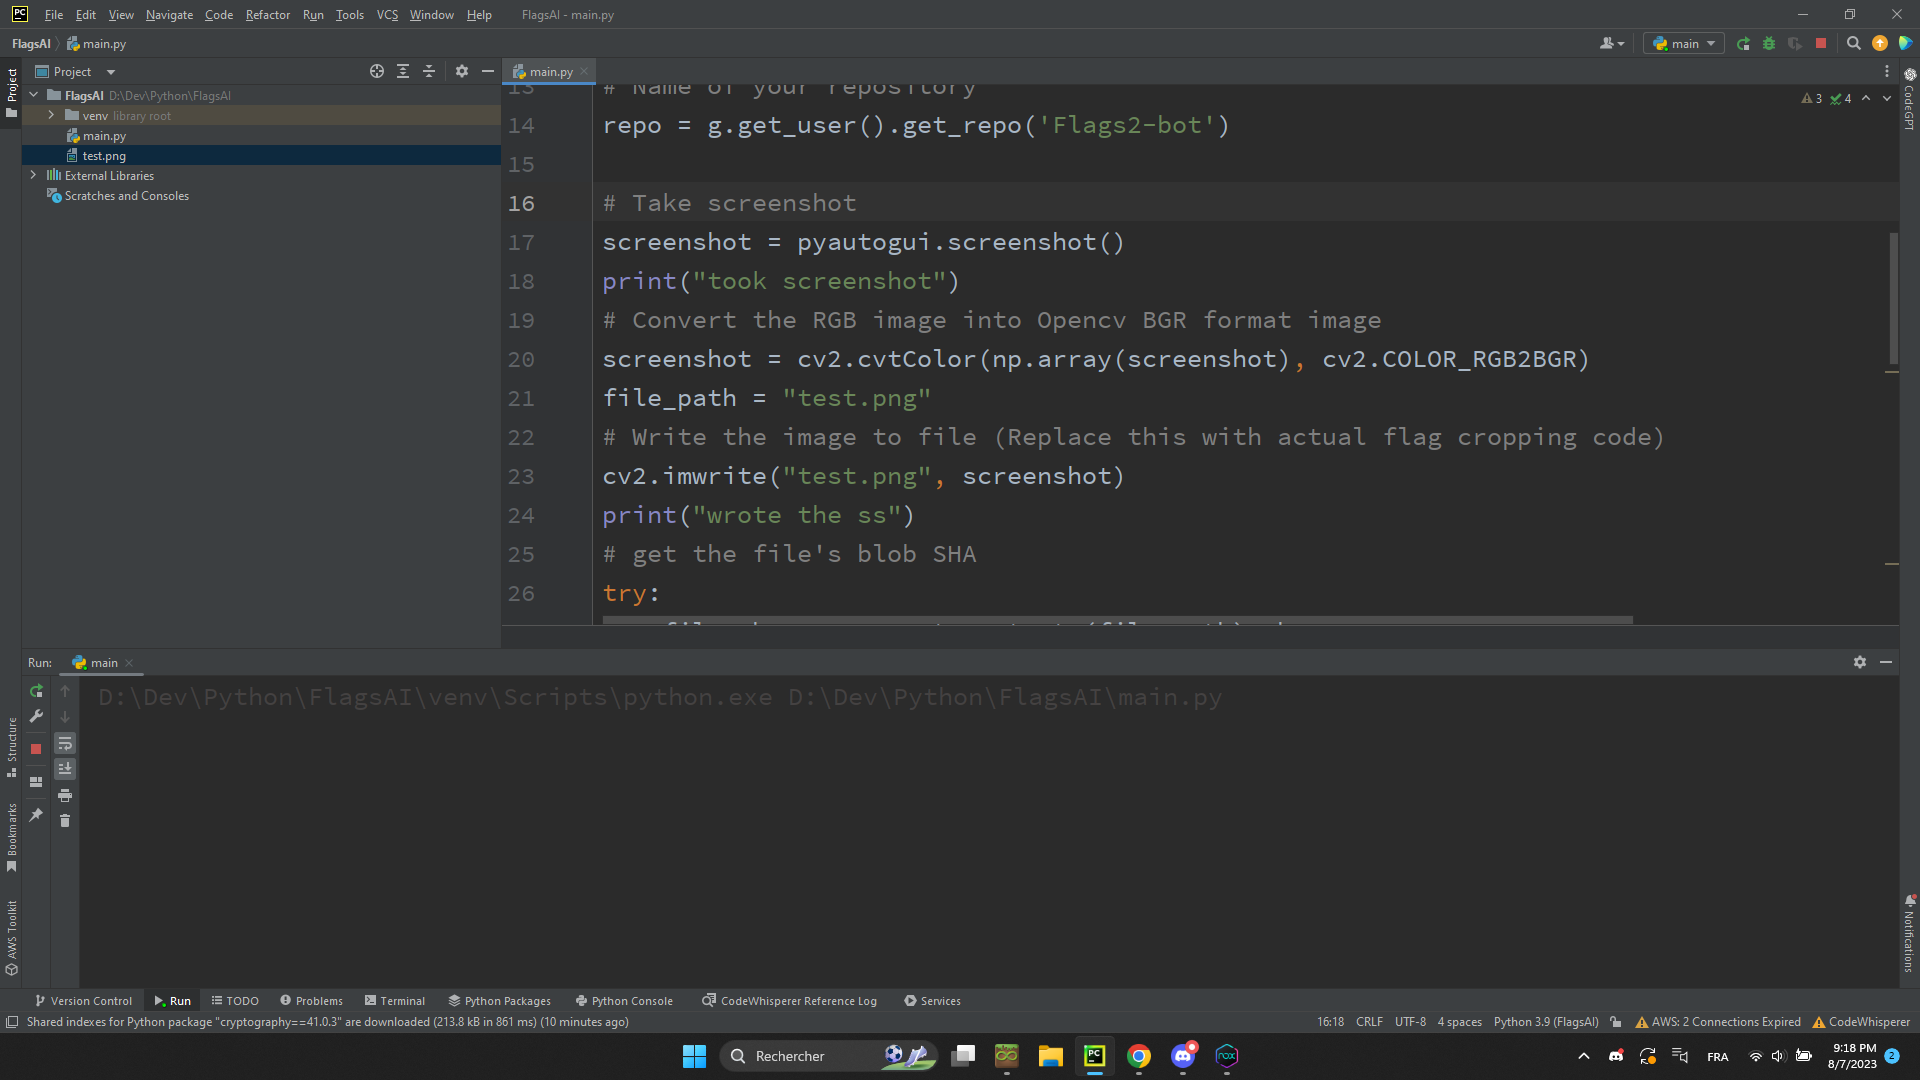 PC File Edit View Navigate Code Refactor Run Tools VCS Window Help FlagsAI - main.py
FlagsAI main.py main
Project
Project
FlagsAI D:\Dev\Python\FlagsAI
venv library root
main.py
test.png
External Libraries
Scratches and Consoles
main.py
3 4
13 # Name of your repository
14 repo = g.get_user().get_repo('Flags2-bot')
15
16 # Take screenshot
17 screenshot = pyautogui.screenshot()
18 print("took screenshot")
19 # Convert the RGB image into Opencv BGR format image
20 screenshot = cv2.cvtColor(np.array(screenshot), cv2.COLOR_RGB2BGR)
21 file_path = "test.png"
22 # Write the image to file (Replace this with actual flag cropping code)
23 cv2.imwrite("test.png", screenshot)
24 print("wrote the ss")
25 # get the file's blob SHA
26 try:
CodeGPT
Run: main
D:\Dev\Python\FlagsAI\venv\Scripts\python.exe D:\Dev\Python\FlagsAI\main.py
Structure
Bookmarks
AWS Toolkit
Notifications
Version Control Run TODO Problems Terminal Python Packages Python Console CodeWhisperer Reference Log Services
Shared indexes for Python package "cryptography==41.0.3" are downloaded (213.8 kB in 861 ms) (10 minutes ago) 16:18 CRLF UTF-8 4 spaces Python 3.9 (FlagsAI) AWS: 2 Connections Expired CodeWhisperer
Rechercher PC nox FRA 9:18 PM
8/7/2023 2